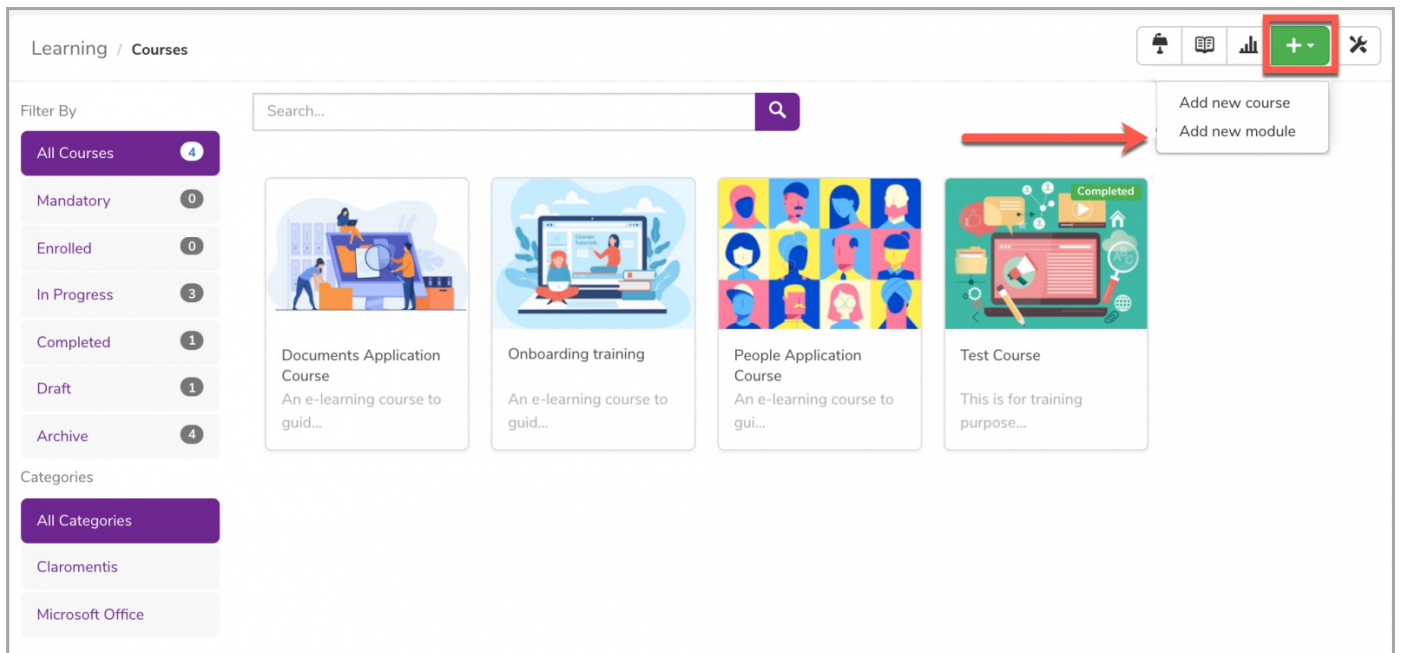 Learning / Courses
+
Filter By
Search...
Add new course
Add new module
All Courses 4
Mandatory 0
Enrolled 0
In Progress 3
Completed 1
Draft 1
Archive 4
Categories
All Categories
Claromentis
Microsoft Office
Courses
Tutorials
Completed
ABC
Documents Application
Course
An e-learning course to
guid...
Onboarding training
An e-learning course to
guid...
People Application
Course
An e-learning course to
gui...
Test Course
This is for training
purpose...